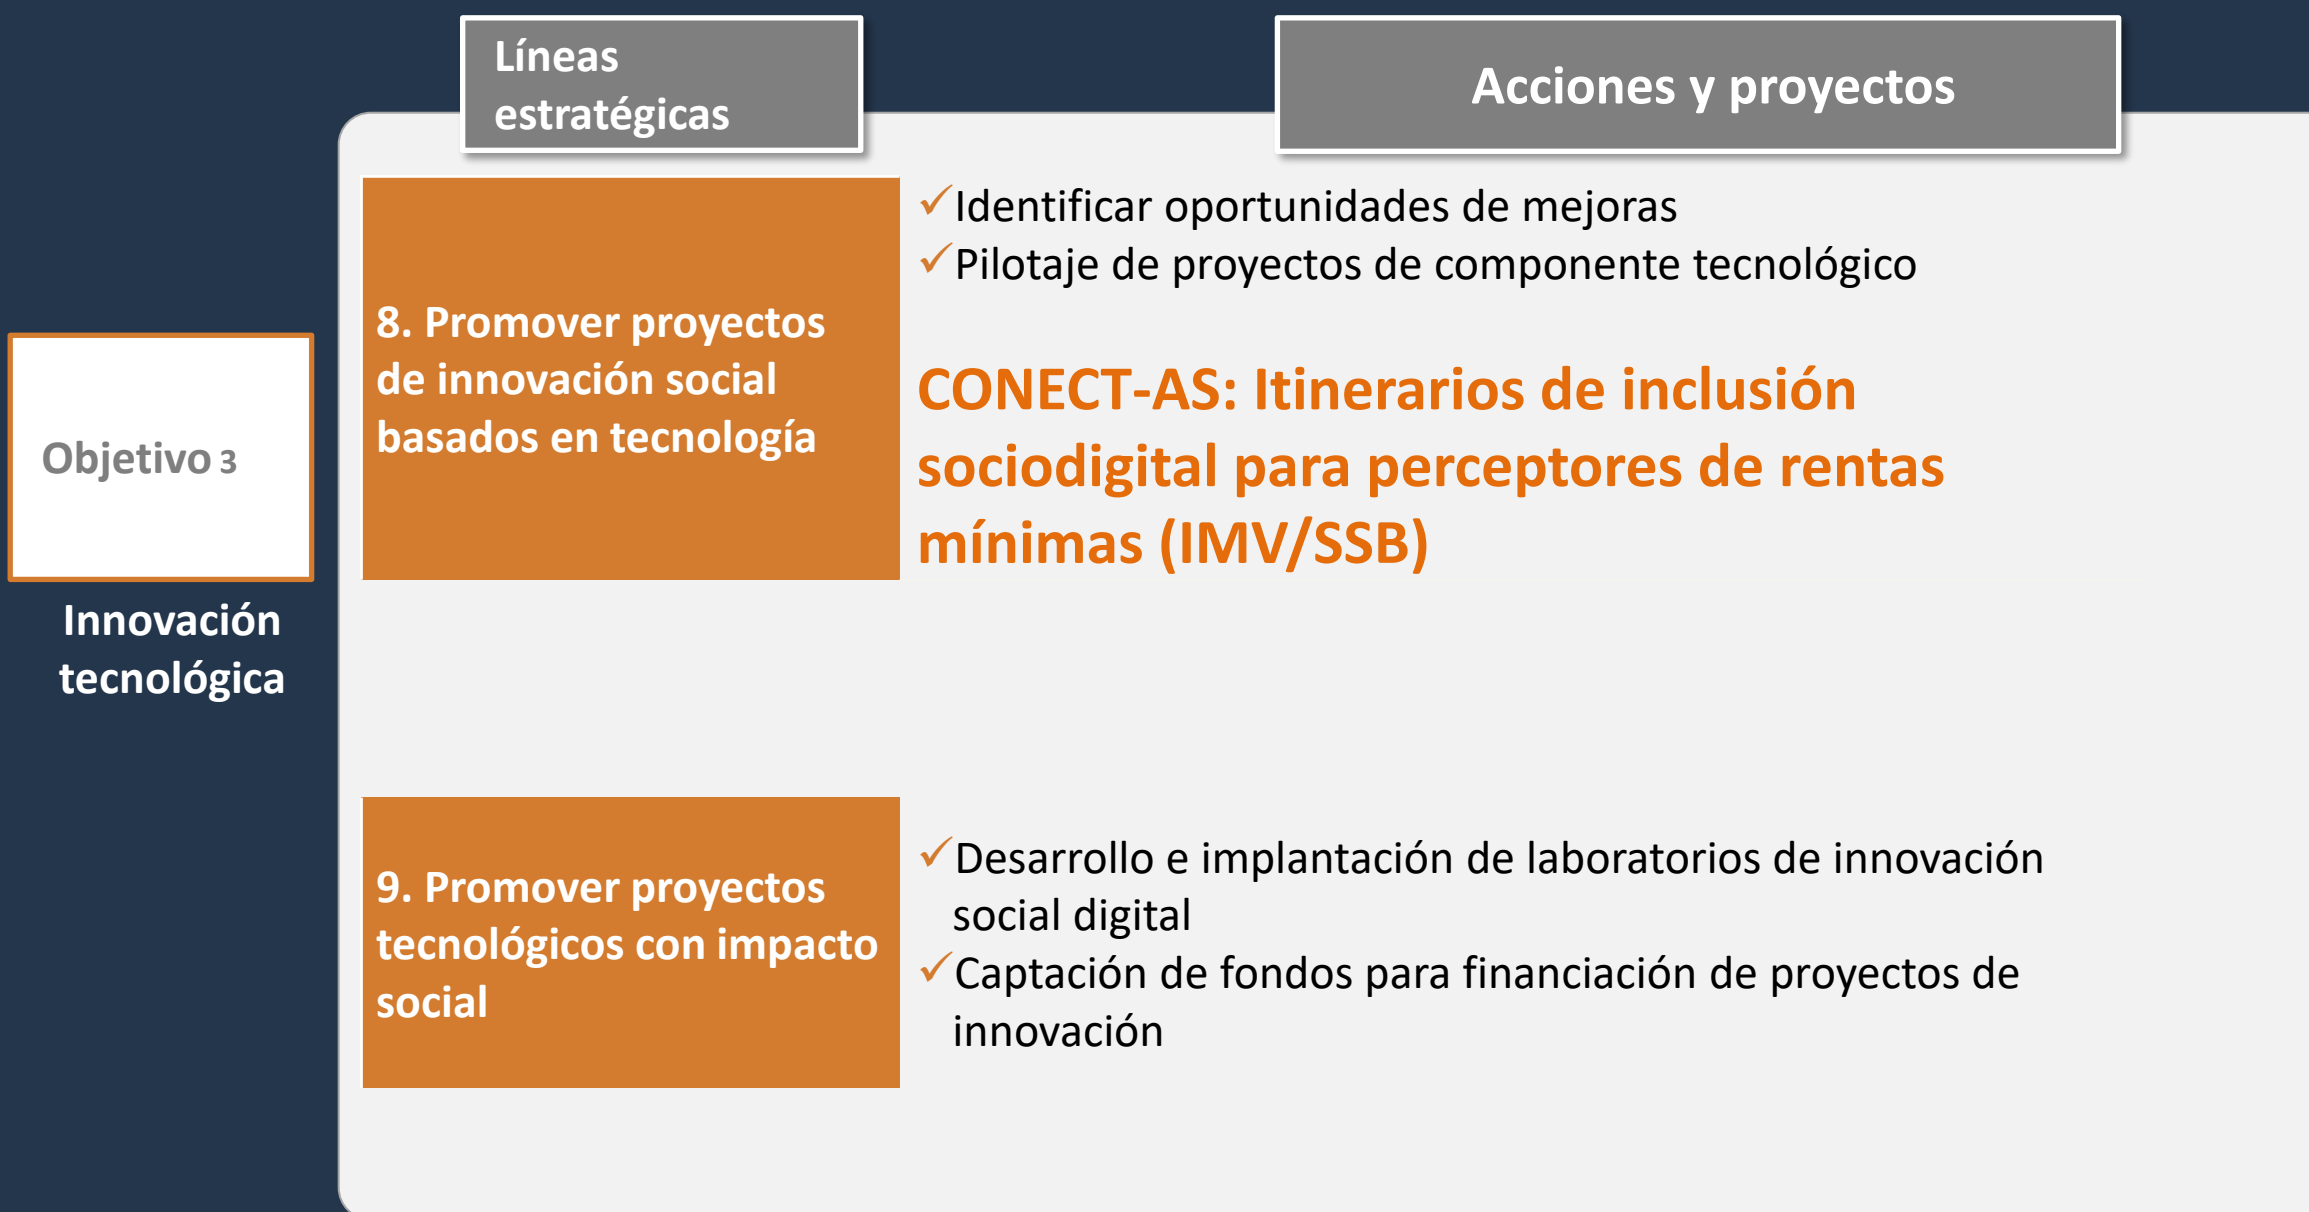 Líneas
estratégicas
Acciones y proyectos
Objetivo 3
Innovación
tecnológica
8. Promover proyectos
de innovación social
basados en tecnología
✓Identificar oportunidades de mejoras
✓Pilotaje de proyectos de componente tecnológico
CONECT-AS: Itinerarios de inclusión
sociodigital para perceptores de rentas
mínimas (IMV/SSB)
9. Promover proyectos
tecnológicos con impacto
social
✓Desarrollo e implantación de laboratorios de innovación
social digital
✓Captación de fondos para financiación de proyectos de
innovación